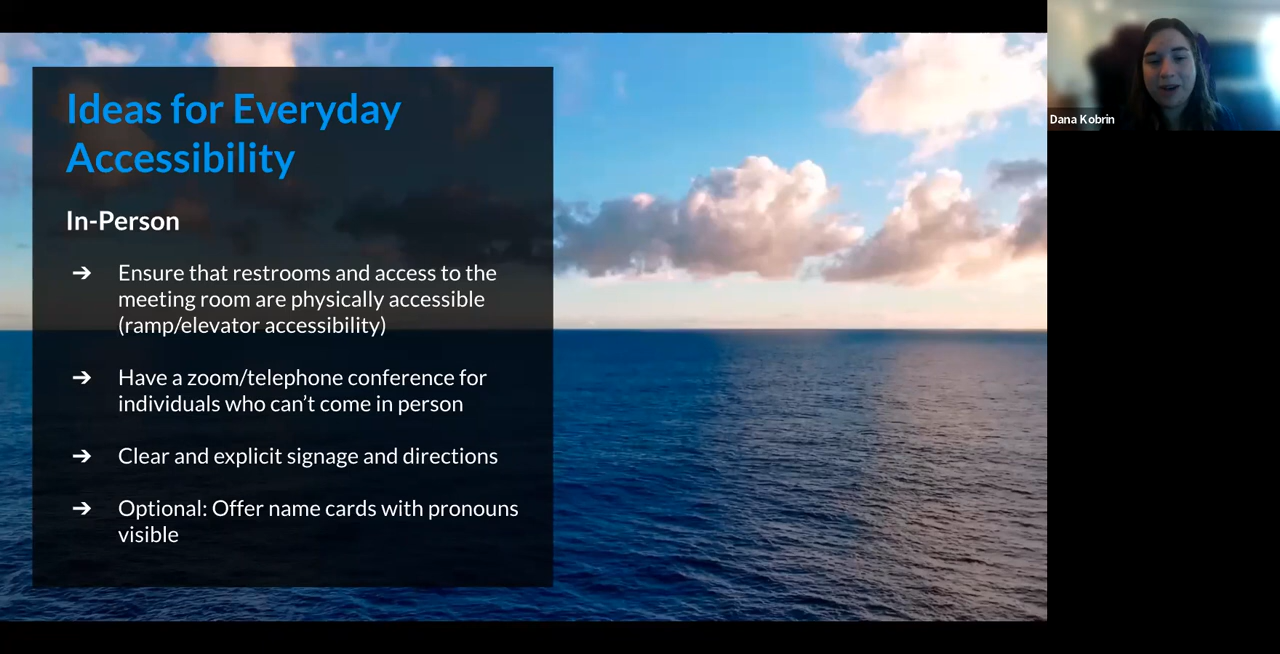 Ideas for Everyday
Accessibility
In-Person
➔ Ensure that restrooms and access to the
meeting room are physically accessible
(ramp/elevator accessibility)
➔ Have a zoom/telephone conference for
individuals who can’t come in person
➔ Clear and explicit signage and directions
➔ Optional: Offer name cards with pronouns
visible
Dana Kobrin